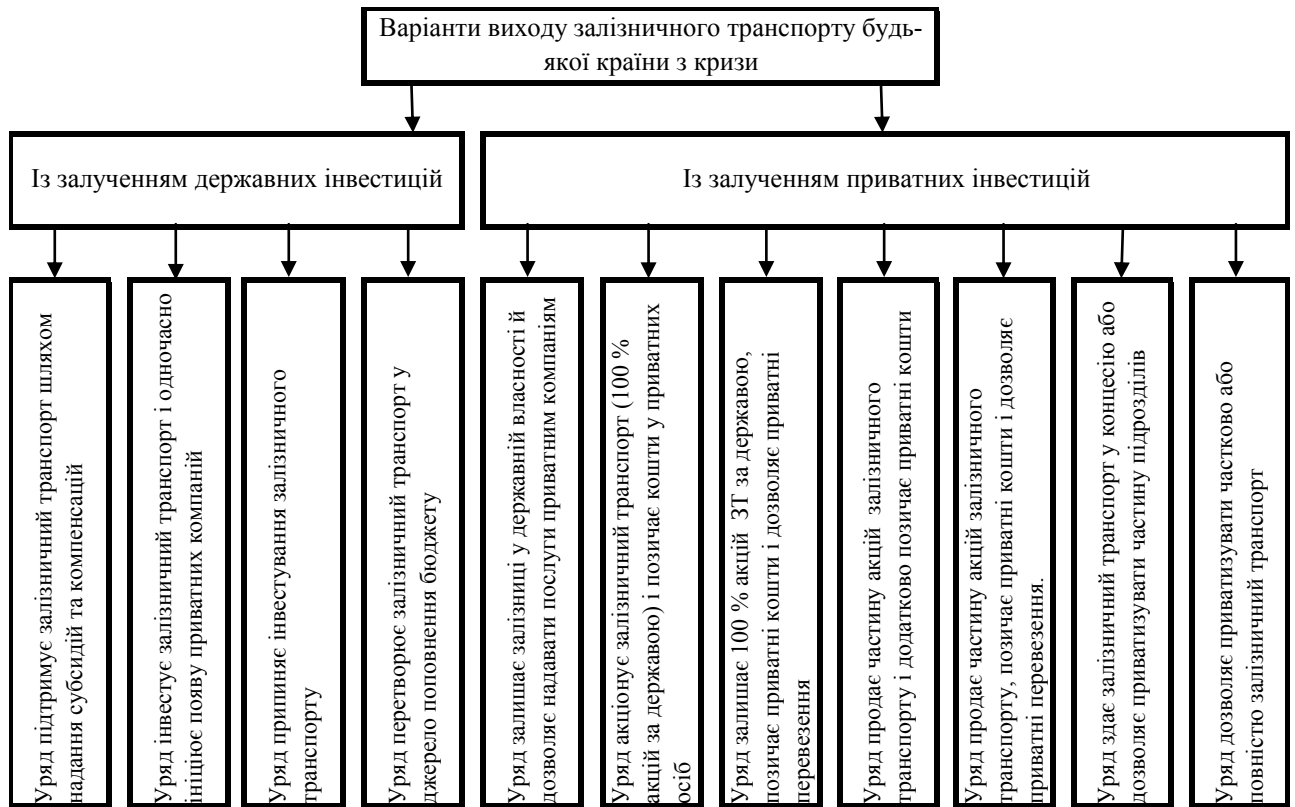 Варіанти виходу залізничного транспорту будь-
якої країни з кризи
Із залученням державних інвестицій
Із залученням приватних інвестицій
Уряд підтримує залізничний транспорт шляхом
надання субсидій та компенсацій
Уряд інвестує залізничний транспорт і одночасно
ініціює появу приватних компаній
Уряд припиняє інвестування залізничного
транспорту
Уряд перетворює залізничний транспорт у
джерело поповнення бюджету
Уряд залишає залізниці у державній власності й
дозволяє надавати послуги приватним компаніям
Уряд акціонує залізничний транспорт (100 %
акцій за державою) і позичає кошти у приватних
осіб
Уряд залишає 100 % акцій ЗТ за державою,
позичає приватні кошти і дозволяє приватні
перевезення
Уряд продає частину акцій залізничного
транспорту і додатково позичає приватні кошти
Уряд продає частину акцій залізничного
транспорту, позичає приватні кошти і дозволяє
приватні перевезення.
Уряд здає залізничний транспорт у концесію або
дозволяє приватизувати частину підрозділів
Уряд дозволяє приватизувати частково або
повністю залізничний транспорт